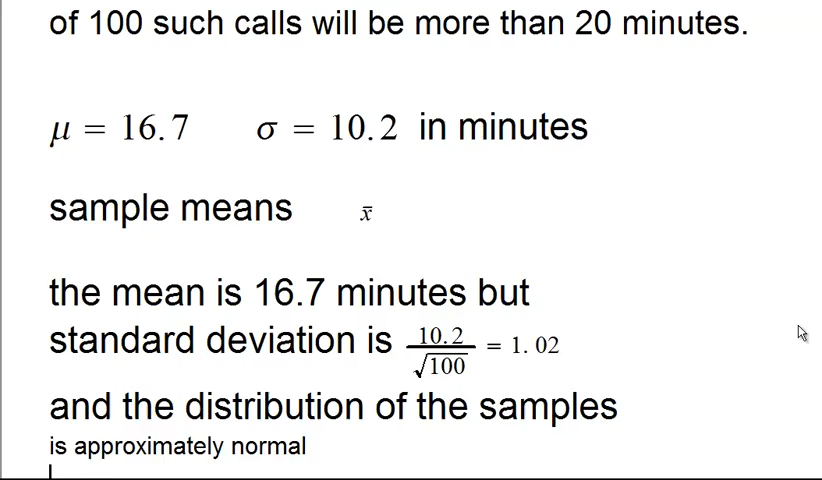 of 100 such calls will be more than 20 minutes.
μ = 16.7 σ = 10.2 in minutes
sample means x̄
the mean is 16.7 minutes but
standard deviation is 10.2/√100 = 1.02
and the distribution of the samples
is approximately normal